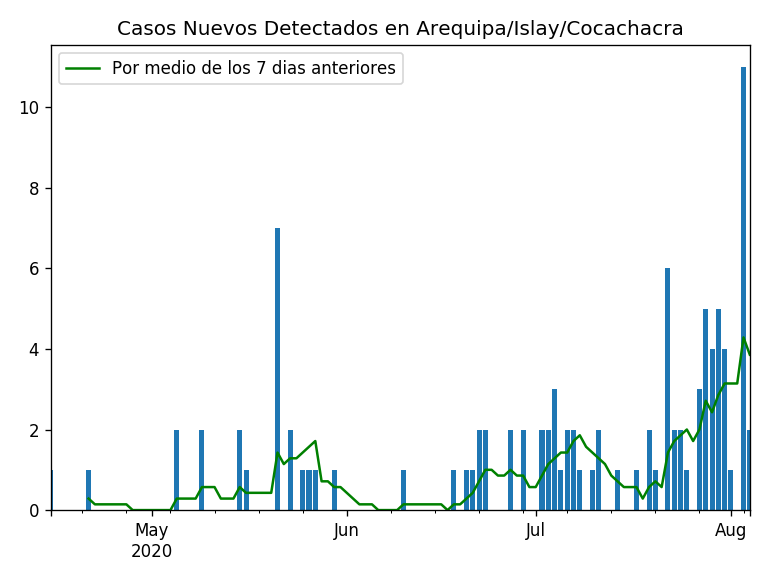 Casos Nuevos Detectados en Arequipa/Islay/Cocachacra
Por medio de los 7 dias anteriores
10
8
6
4
2
0
May
2020
Jun
Jul
Aug